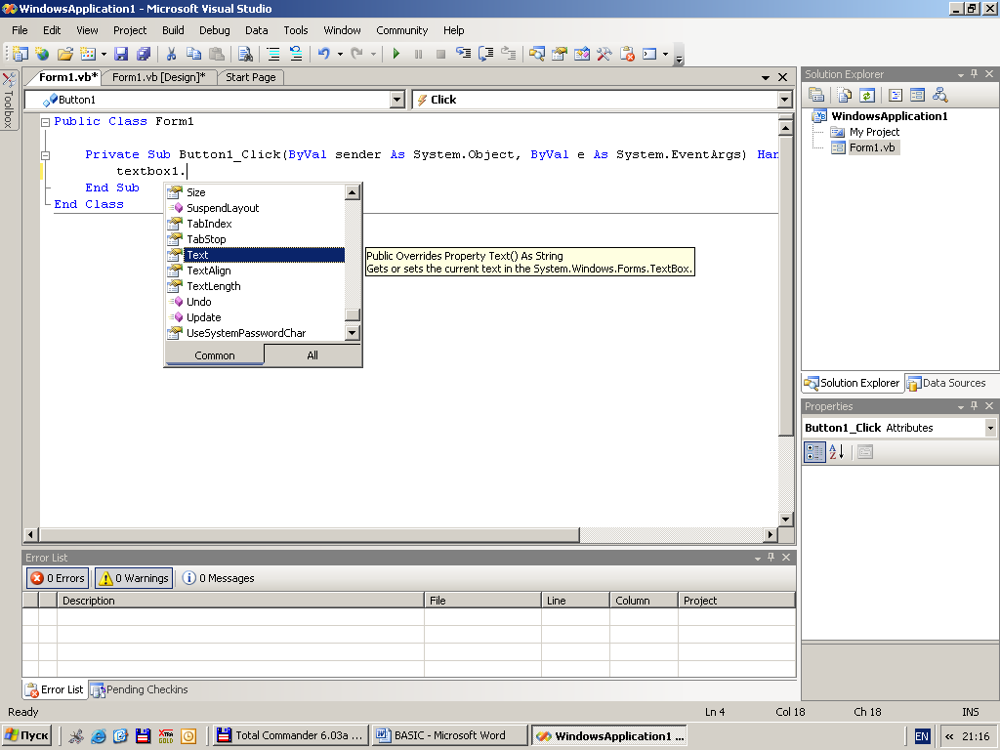 WindowsApplication1 - Microsoft Visual Studio
File Edit View Project Build Debug Data Tools Window Community Help
Toolbox
Form1.vb* Form1.vb [Design]* Start Page
Button1 Click
Public Class Form1
Private Sub Button1_Click(ByVal sender As System.Object, ByVal e As System.EventArgs) Han
textbox1.
End Sub
End Class
Size
SuspendLayout
TabIndex
TabStop
Text
TextAlign
TextLength
Undo
Update
UseSystemPasswordChar
Common All
Public Overrides Property Text() As String
Gets or sets the current text in the System.Windows.Forms.TextBox.
Solution Explorer
WindowsApplication1
My Project
Form1.vb
Solution Explorer Data Sources
Properties
Button1_Click Attributes
Error List
0 Errors 0 Warnings 0 Messages
Description File Line Column Project
Error List Pending Checkins
Ready Ln 4 Col 18 Ch 18 INS
Пуск XTRA GOLD Total Commander 6.03a ... BASIC - Microsoft Word WindowsApplication1 ... EN « 21:16